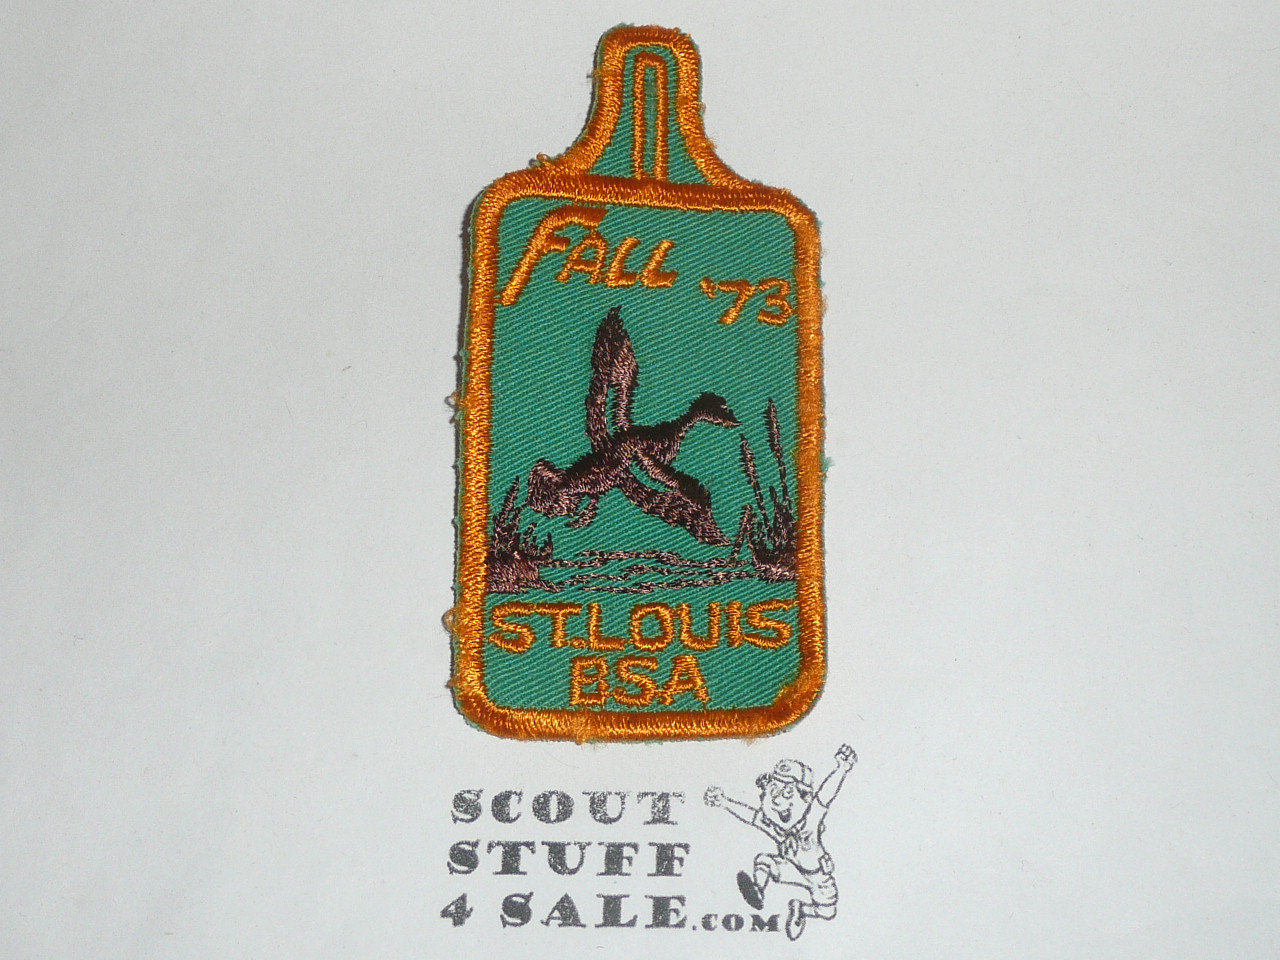 FALL '73
ST. LOUIS
BSA
SCOUT
STUFF
4 SALE.COM